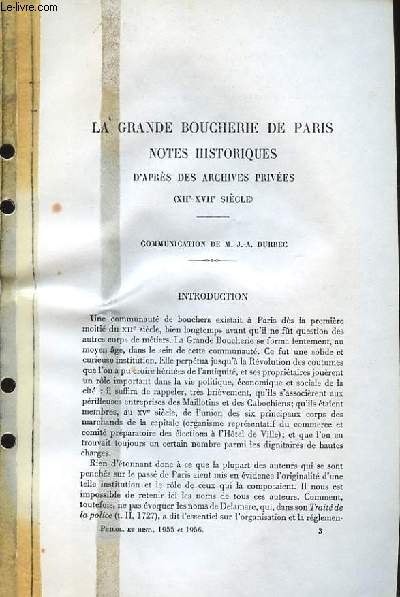 Le-livre.com
LA GRANDE BOUCHERIE DE PARIS
NOTES HISTORIQUES
D'APRÈS DES ARCHIVES PRIVÉES
(XIIe-XVIIe SIÈCLE)
COMMUNICATION DE M. J.-A. DURBEC
INTRODUCTION
Une communauté de bouchers existait à Paris dès la première
moitié du XIIe siècle, bien longtemps avant qu'il ne fût question des
autres corps de métiers. La Grande Boucherie se forma lentement, au
moyen âge, dans le sein de cette communauté. Ce fut une solide et
curieuse institution. Elle perpétua jusqu'à la Révolution des coutumes
que l'on a pu croire héritées de l'antiquité, et ses propriétaires jouèrent
un rôle important dans la vie politique, économique et sociale de la
cité : il suffira de rappeler, très brièvement, qu'ils s'associèrent aux
périlleuses entreprises des Maillotins et des Cabochiens; qu'ils étaient
membres, au XVe siècle, de l'union des six principaux corps des
marchands de la capitale (organisme représentatif du commerce et
comité préparatoire des élections à l'Hôtel de Ville); et que l'on en
trouvait toujours un certain nombre parmi les dignitaires de hautes
charges.
Rien d'étonnant donc à ce que la plupart des auteurs qui se sont
penchés sur le passé de Paris aient mis en évidence l'originalité d'une
telle institution et le rôle de ceux qui la composaient. Il nous est
impossible de retenir ici les noms de tous ces auteurs. Comment,
toutefois, ne pas évoquer les noms de Delamare, qui, dans son Traité de
la police (t. II, 1727), a dit l'essentiel sur l'organisation et la réglemen-
PHILOL. ET HIST., 1955 et 1956. 3